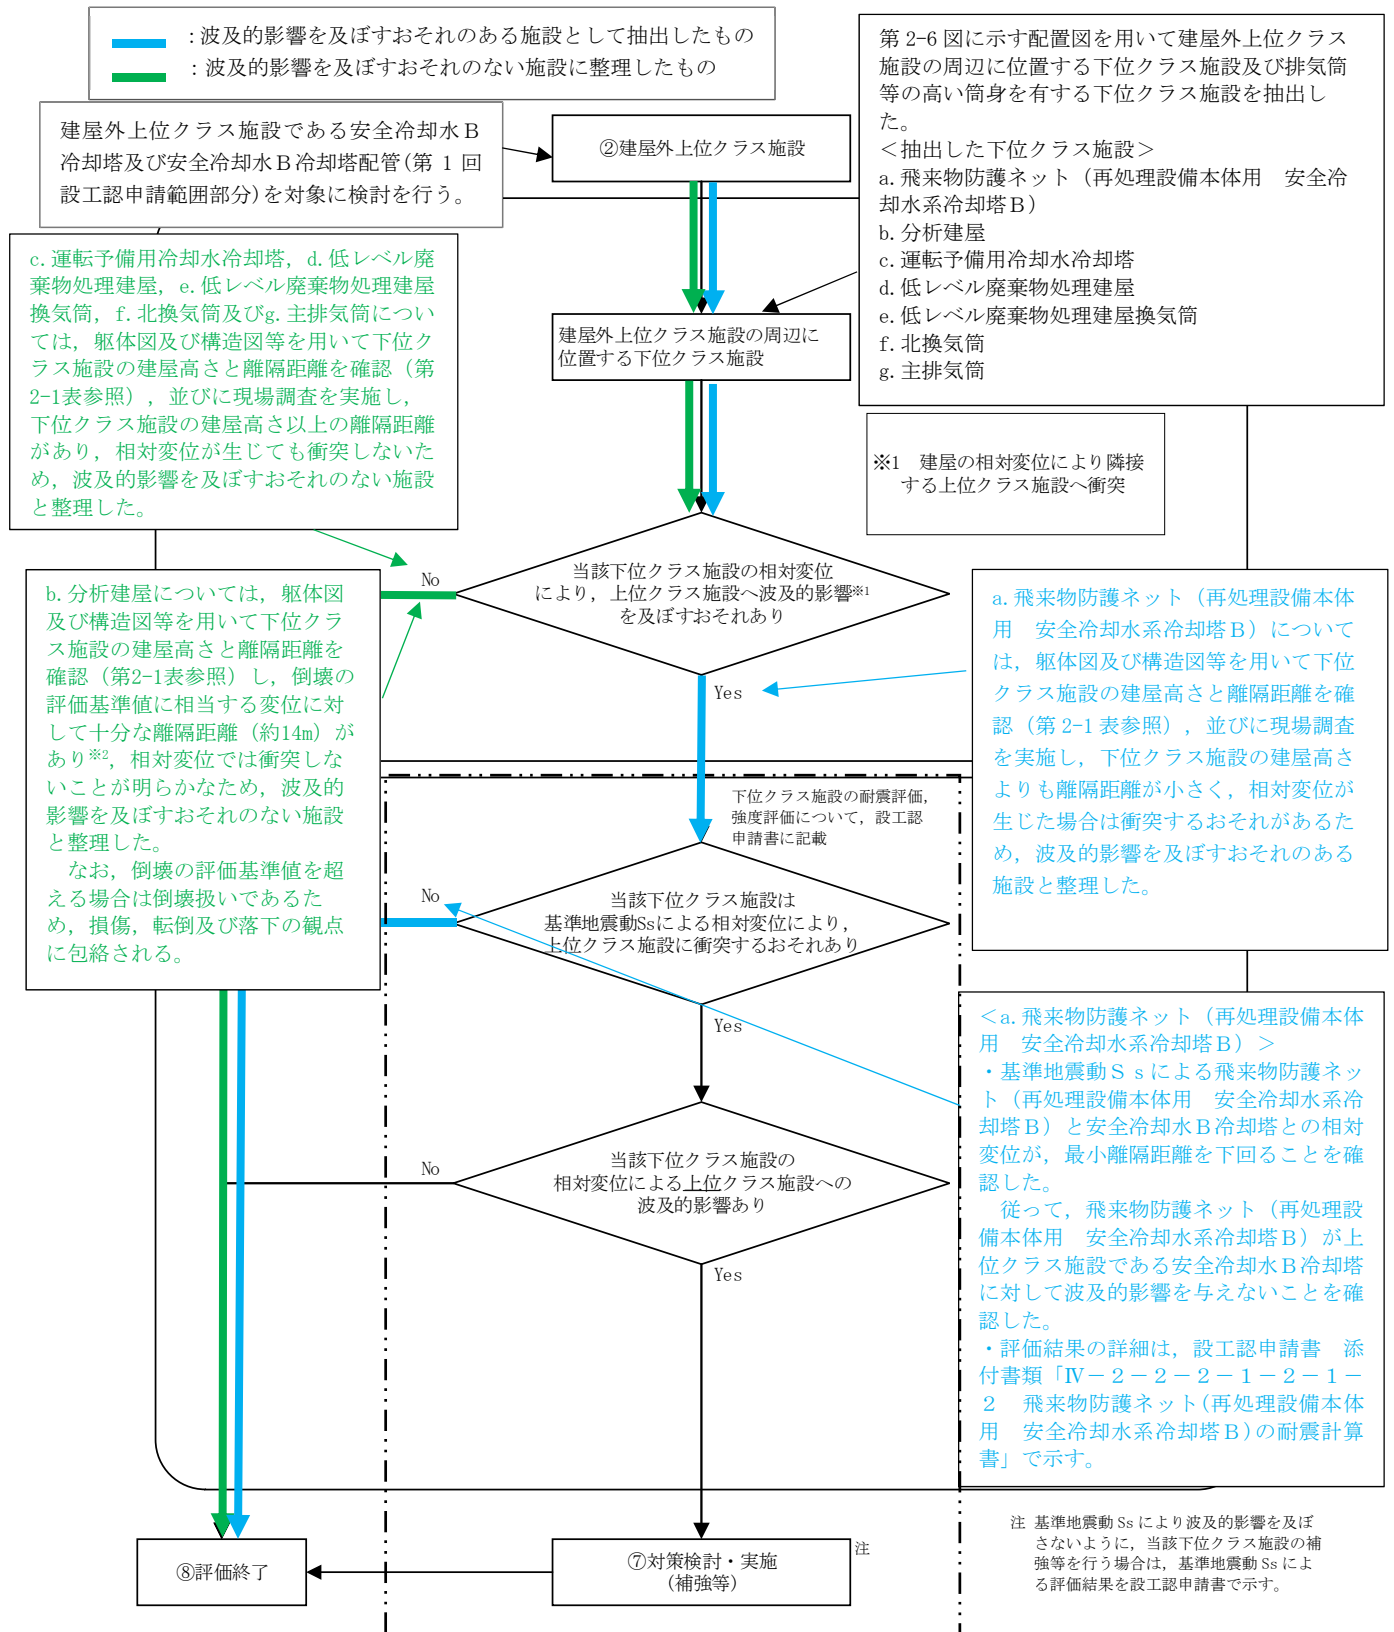 ：波及的影響を及ぼすおそれのある施設として抽出したもの
：波及的影響を及ぼすおそれのない施設に整理したもの
建屋外上位クラス施設である安全冷却水Ｂ
冷却塔及び安全冷却水Ｂ冷却塔配管(第 1 回
設工認申請範囲部分)を対象に検討を行う。
②建屋外上位クラス施設
第 2-6 図に示す配置図を用いて建屋外上位クラス
施設の周辺に位置する下位クラス施設及び排気筒
等の高い筒身を有する下位クラス施設を抽出し
た。
＜抽出した下位クラス施設＞
a. 飛来物防護ネット（再処理設備本体用　安全冷
却水系冷却塔Ｂ）
b. 分析建屋
c. 運転予備用冷却水冷却塔
d. 低レベル廃棄物処理建屋
e. 低レベル廃棄物処理建屋換気筒
f. 北換気筒
g. 主排気筒
c. 運転予備用冷却水冷却塔，d. 低レベル廃
棄物処理建屋，e. 低レベル廃棄物処理建屋
換気筒，f. 北換気筒及びg. 主排気筒につい
ては，躯体図及び構造図等を用いて下位ク
ラス施設の建屋高さと離隔距離を確認（第
2-1表参照），並びに現場調査を実施し，
下位クラス施設の建屋高さ以上の離隔距離
があり，相対変位が生じても衝突しないた
め，波及的影響を及ぼすおそれのない施設
と整理した。
建屋外上位クラス施設の周辺に
位置する下位クラス施設
※1　建屋の相対変位により隣接
する上位クラス施設へ衝突
当該下位クラス施設の相対変位
により，上位クラス施設へ波及的影響※1
を及ぼすおそれあり
No
Yes
b. 分析建屋については，躯体図
及び構造図等を用いて下位クラ
ス施設の建屋高さと離隔距離を
確認（第2-1表参照）し，倒壊の
評価基準値に相当する変位に対
して十分な離隔距離（約14m）が
あり※2，相対変位では衝突しな
いことが明らかなため，波及的
影響を及ぼすおそれのない施設
と整理した。
　なお，倒壊の評価基準値を超
える場合は倒壊扱いであるた
め，損傷，転倒及び落下の観点
に包絡される。
a. 飛来物防護ネット（再処理設備本体
用　安全冷却水系冷却塔Ｂ）について
は，躯体図及び構造図等を用いて下位
クラス施設の建屋高さと離隔距離を確
認（第 2-1 表参照），並びに現場調査
を実施し，下位クラス施設の建屋高さ
よりも離隔距離が小さく，相対変位が
生じた場合は衝突するおそれがあるた
め，波及的影響を及ぼすおそれのある
施設と整理した。
下位クラス施設の耐震評価，
強度評価について，設工認
申請書に記載
当該下位クラス施設は
基準地震動Ssによる相対変位により，
上位クラス施設に衝突するおそれあり
No
Yes
＜a. 飛来物防護ネット（再処理設備本体
用　安全冷却水系冷却塔Ｂ）＞
・基準地震動Ｓｓによる飛来物防護ネッ
ト（再処理設備本体用　安全冷却水系冷
却塔Ｂ）と安全冷却水Ｂ冷却塔との相対
変位が，最小離隔距離を下回ることを確
認した。
　従って，飛来物防護ネット（再処理設
備本体用　安全冷却水系冷却塔Ｂ）が上
位クラス施設である安全冷却水Ｂ冷却塔
に対して波及的影響を与えないことを確
認した。
・評価結果の詳細は，設工認申請書　添
付書類「Ⅳ－２－２－２－１－２－１－
２　飛来物防護ネット(再処理設備本体
用　安全冷却水系冷却塔Ｂ)の耐震計算
書」で示す。
当該下位クラス施設の
相対変位による上位クラス施設への
波及的影響あり
No
Yes
⑧評価終了
⑦対策検討・実施
（補強等）
注
注 基準地震動 Ss により波及的影響を及ぼ
さないように，当該下位クラス施設の補
強等を行う場合は，基準地震動 Ss によ
る評価結果を設工認申請書で示す。